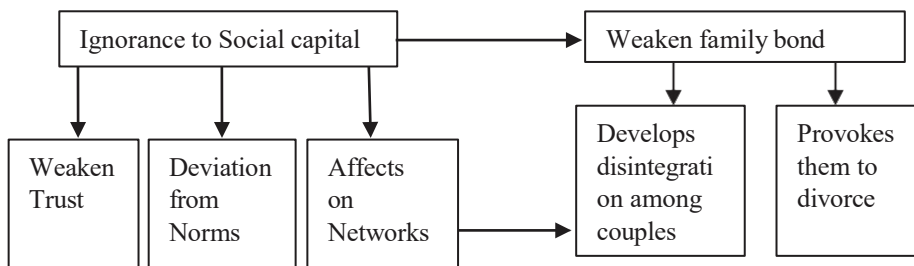 Ignorance to Social capital
Weaken family bond
Weaken
Trust
Deviation
from
Norms
Affects
on
Networks
Develops
disintegrati
on among
couples
Provokes
them to
divorce